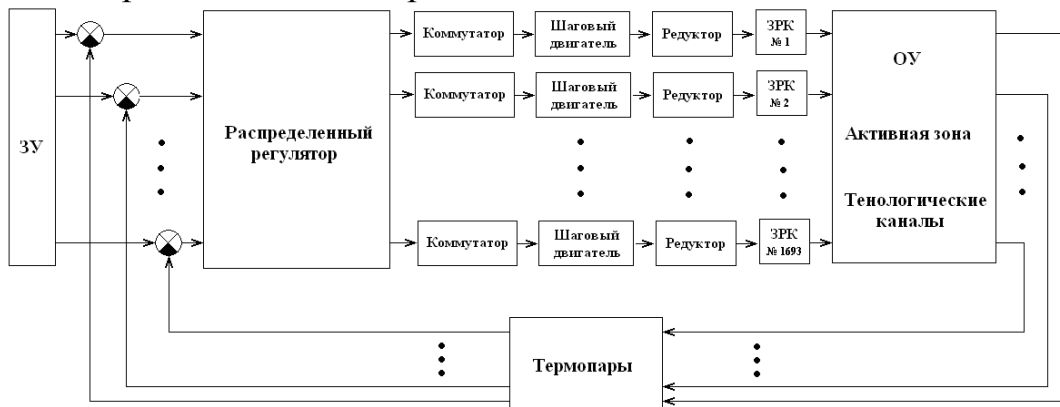 ЗУ
Распределенный
регулятор
Коммутатор
Шаговый
двигатель
Редуктор
ЗРК
№ 1
Коммутатор
Шаговый
двигатель
Редуктор
ЗРК
№ 2
Коммутатор
Шаговый
двигатель
Редуктор
ЗРК
№ 1693
ОУ
Активная зона
Тенологические
каналы
Термопары